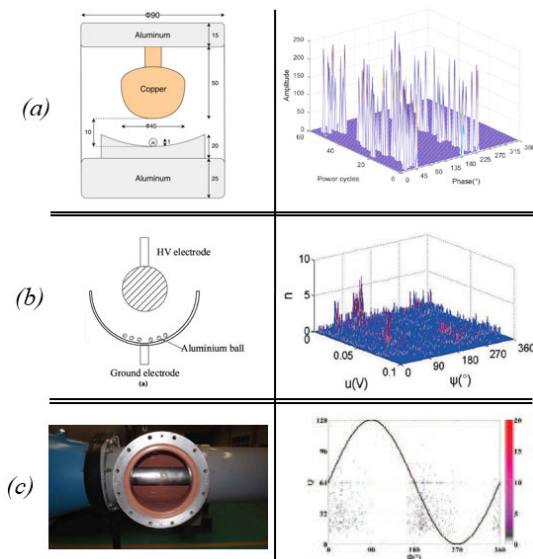 (a)
Φ90
Aluminum
15
Copper
50
Φ45
10
1
20
Aluminum
25
Amplitude
250
200
150
100
50
0
60
40
20
0
Power cycles
0
45
90
135
180
225
270
315
360
Phase(°)
(b)
HV electrode
Aluminium ball
Ground electrode
(a)
n
10
5
0
0
0.05
0.1
u(V)
0
90
180
270
360
ψ(°)
(c)
128
96
64
32
0
0
90
180
270
360
20
15
10
5
0